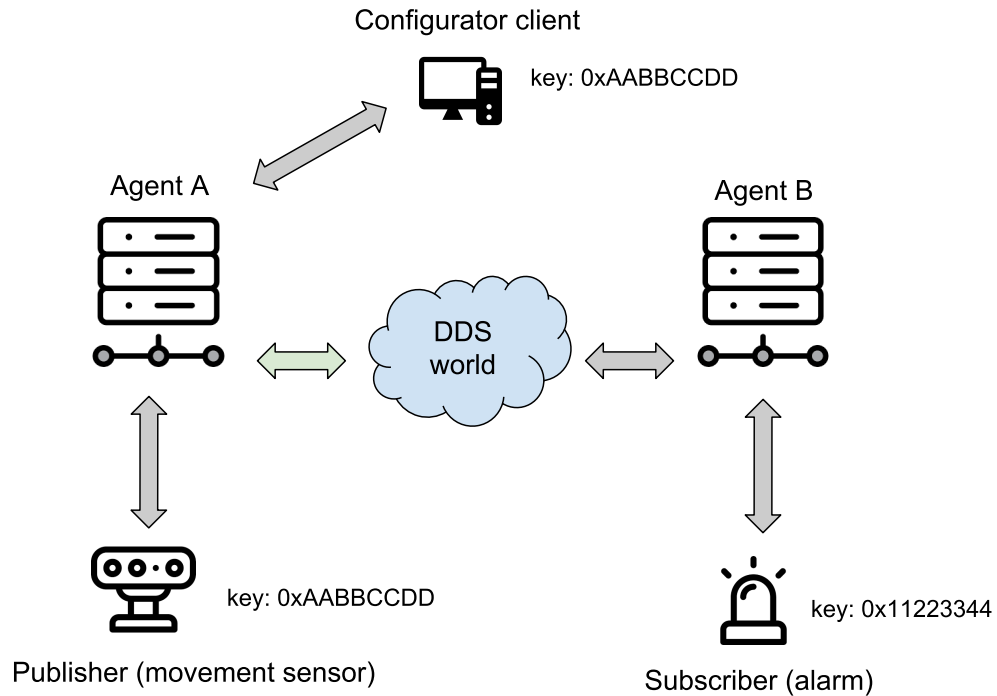 Configurator client
key: 0xAABBCCDD
Agent A
Agent B
DDS
world
key: 0xAABBCCDD
key: 0x11223344
Publisher (movement sensor)
Subscriber (alarm)